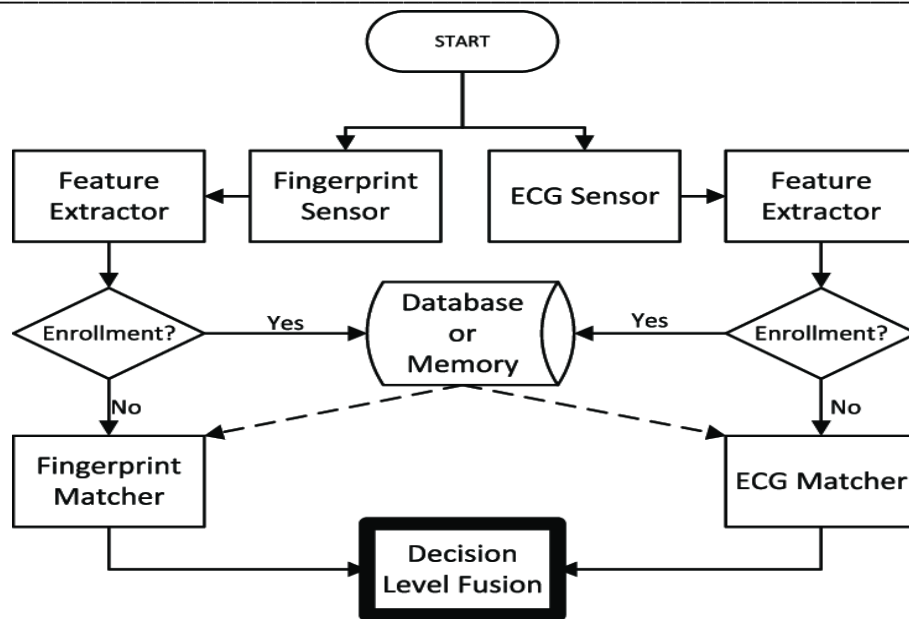 START
Feature
Extractor
Fingerprint
Sensor
ECG Sensor
Feature
Extractor
Enrollment?
Yes
Database
or
Memory
Yes
Enrollment?
No
No
Fingerprint
Matcher
ECG Matcher
Decision
Level Fusion